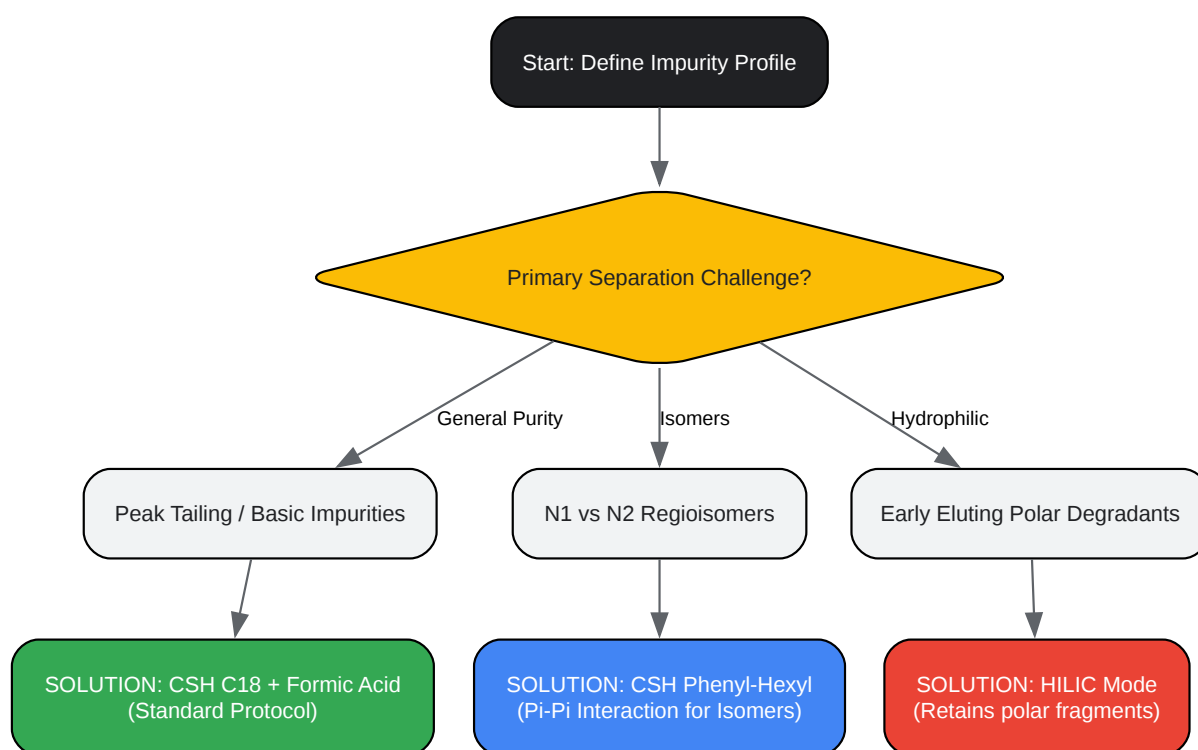 Start: Define Impurity Profile
Primary Separation Challenge?
General Purity
Isomers
Hydrophilic
Peak Tailing / Basic Impurities
N1 vs N2 Regioisomers
Early Eluting Polar Degradants
SOLUTION: CSH C18 + Formic Acid
(Standard Protocol)
SOLUTION: CSH Phenyl-Hexyl
(Pi-Pi Interaction for Isomers)
SOLUTION: HILIC Mode
(Retains polar fragments)